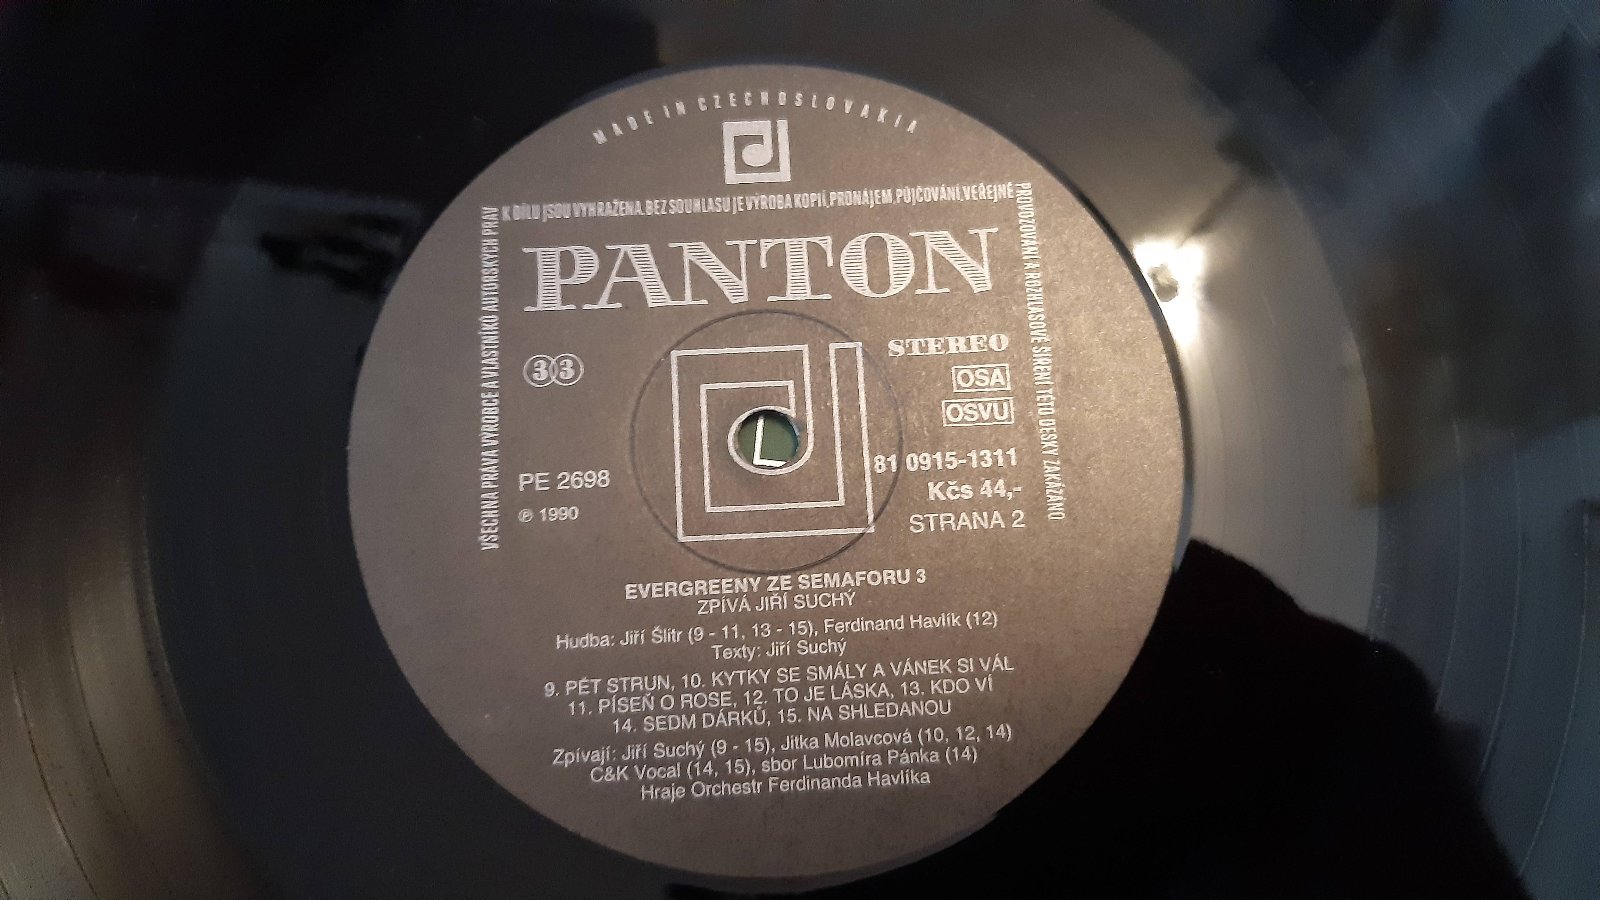 MADE IN CZECHOSLOVAKIA
VŠECHNA PRÁVA VÝROBCE A VLASTNÍKŮ AUTORSKÝCH PRÁV
K DÍLU JSOU VYHRAŽENA. BEZ SOUHLASU JE VÝROBA KOPIÍ, PRONÁJEM, PŮJČOVÁNÍ, VEŘEJNÉ
PROVOZOVÁNÍ A ROZHLASOVÉ ŠÍŘENÍ TÉTO DESKY ZAKÁZÁNO
PANTON
33
STEREO
OSA
OSVU
81 0915-1311
PE 2698
Kčs 44,-
℗ 1990
STRANA 2
EVERGREENY ZE SEMAFORU 3
ZPÍVÁ JIŘÍ SUCHÝ
Hudba: Jiří Šlitr (9 - 11, 13 - 15), Ferdinand Havlík (12)
Texty: Jiří Suchý
9. PĚT STRUN, 10. KYTKY SE SMÁLY A VÁNEK SI VÁL
11. PÍSEŇ O ROSE, 12. TO JE LÁSKA, 13. KDO VÍ
14. SEDM DÁRKŮ, 15. NA SHLEDANOU
Zpívají: Jiří Suchý (9 - 15), Jitka Molavcová (10, 12, 14)
C&K Vocal (14, 15), sbor Lubomíra Pánka (14)
Hraje Orchestr Ferdinanda Havlíka